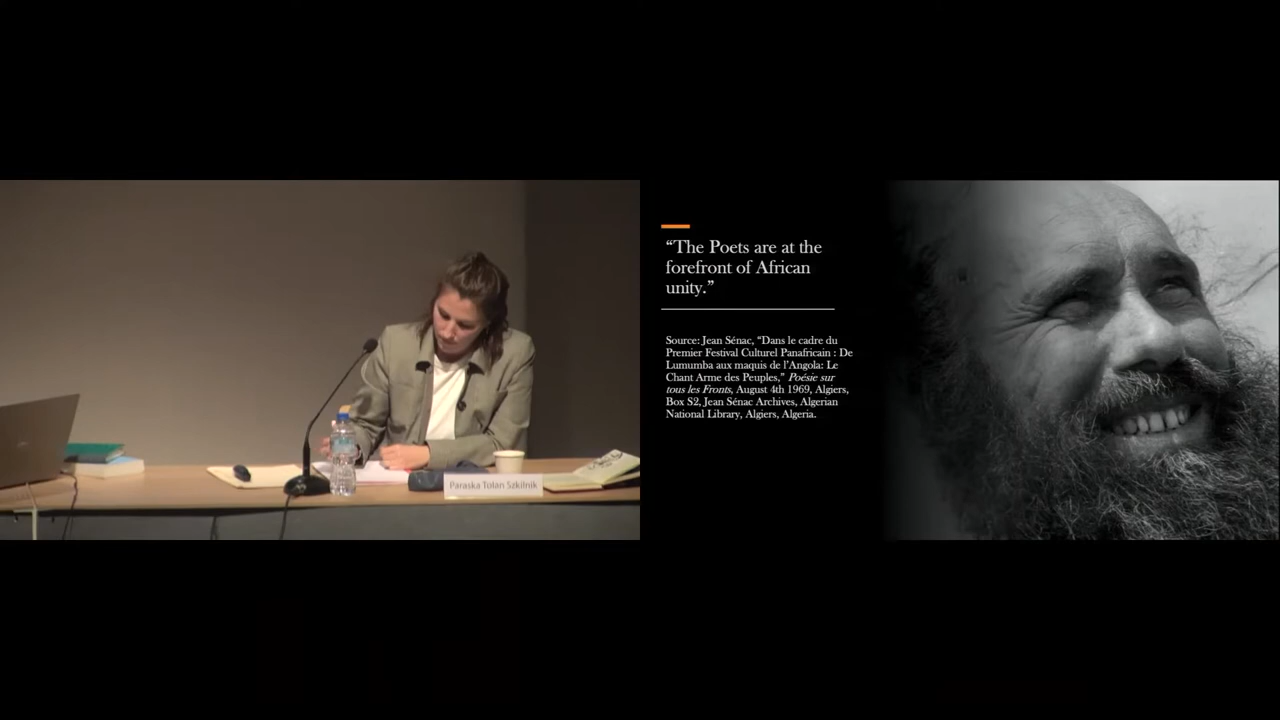 Paraska Tolan Szkilnik
“The Poets are at the
forefront of African
unity.”
Source: Jean Sénac, “Dans le cadre du
Premier Festival Culturel Panafricain : De
Lumumba aux maquis de l’Angola: Le
Chant Arme des Peuples,” Poésie sur
tous les Fronts, August 4th 1969, Algiers,
Box S2, Jean Sénac Archives, Algerian
National Library, Algiers, Algeria.